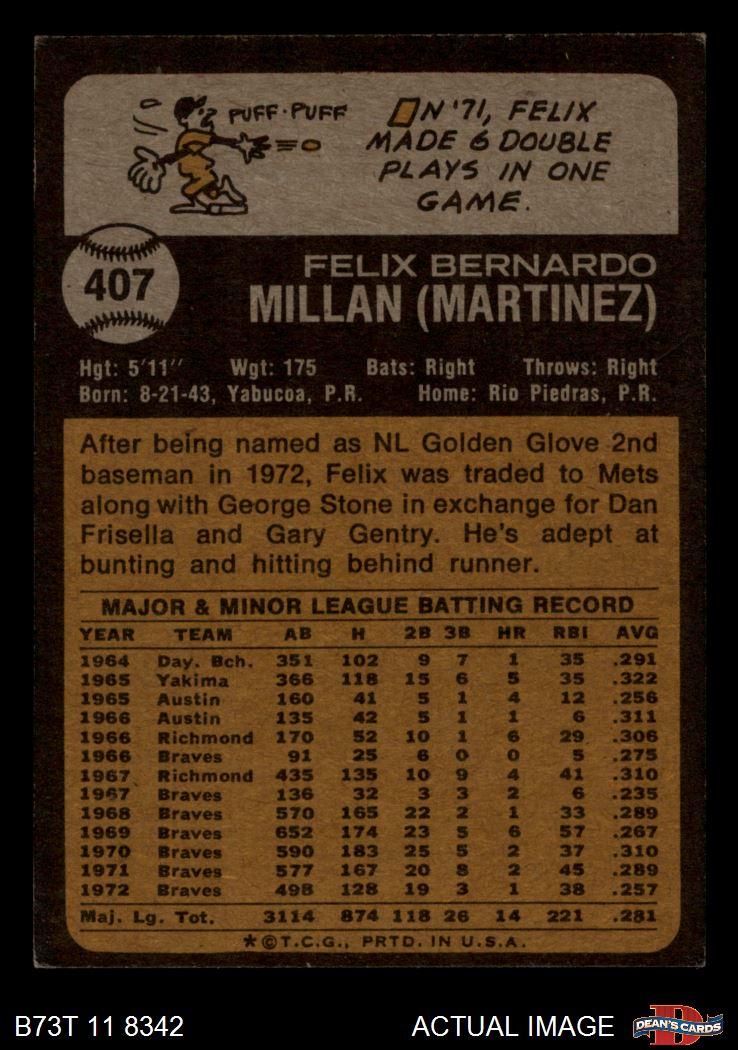 PUFF-PUFF
IN '71, FELIX
MADE 6 DOUBLE
PLAYS IN ONE
GAME.
407
FELIX BERNARDO
MILLAN (MARTINEZ)
Hgt: 5'11" Wgt: 175 Bats: Right Throws: Right
Born: 8-21-43, Yabucoa, P.R. Home: Rio Piedras, P.R.
After being named as NL Golden Glove 2nd
baseman in 1972, Felix was traded to Mets
along with George Stone in exchange for Dan
Frisella and Gary Gentry. He's adept at
bunting and hitting behind runner.
MAJOR & MINOR LEAGUE BATTING RECORD
YEAR TEAM AB H 2B 3B HR RBI AVG
1964 Day. Bch. 351 102 9 7 1 35 .291
1965 Yakima 366 118 15 6 5 35 .322
1965 Austin 160 41 5 1 4 12 .256
1966 Austin 135 42 5 1 1 6 .311
1966 Richmond 170 52 10 1 6 29 .306
1966 Braves 91 25 6 0 0 5 .275
1967 Richmond 435 135 10 9 4 41 .310
1967 Braves 136 32 3 3 2 6 .235
1968 Braves 570 165 22 2 1 33 .289
1969 Braves 652 174 23 5 6 57 .267
1970 Braves 590 183 25 5 2 37 .310
1971 Braves 577 167 20 8 2 45 .289
1972 Braves 498 128 19 3 1 38 .257
Maj. Lg. Tot. 3114 874 118 26 14 221 .281
*©T.C.G., PRTD. IN U.S.A.
B73T 11 8342 ACTUAL IMAGE DEAN'S CARDS